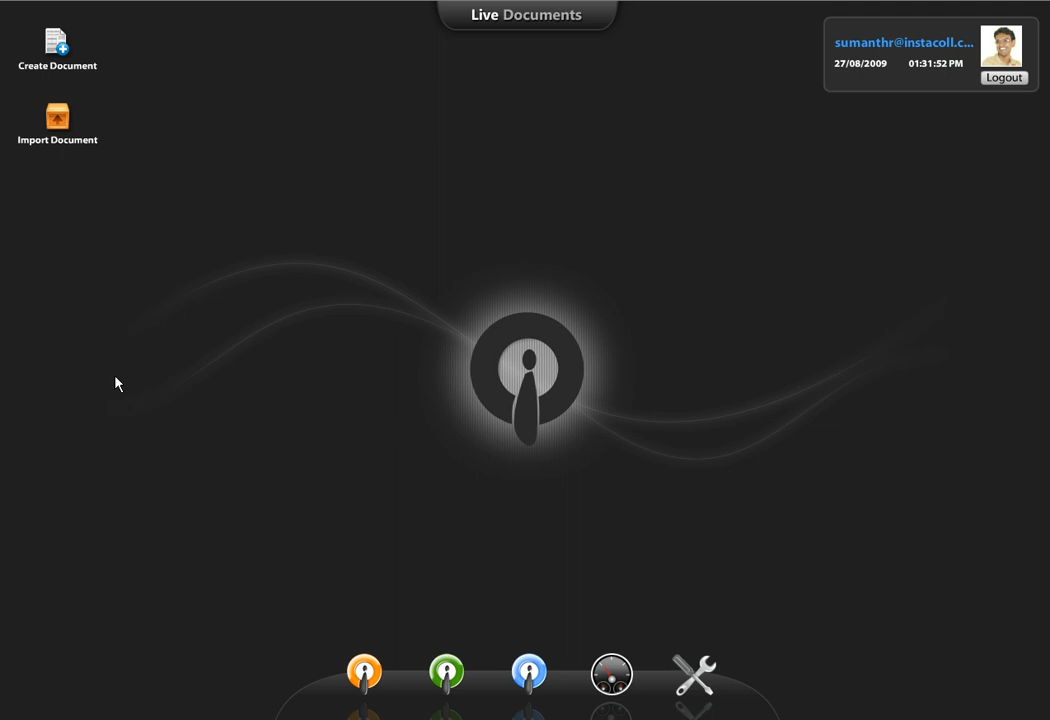 Live Documents
Create Document
sumanthr@instacoll.c...
27/08/2009 01:31:52 PM
Logout
Import Document